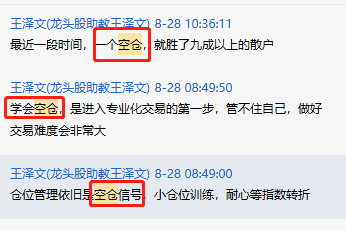 王泽文(龙头股助教王泽文) 8-28 10:36:11
最近一段时间，一个空仓，就胜了九成以上的散户
王泽文(龙头股助教王泽文) 8-28 08:49:50
学会空仓，是进入专业化交易的第一步，管不住自己，做好
交易难度会非常大
王泽文(龙头股助教王泽文) 8-28 08:49:00
仓位管理依旧是空仓信号，小仓位训练，耐心等指数转折